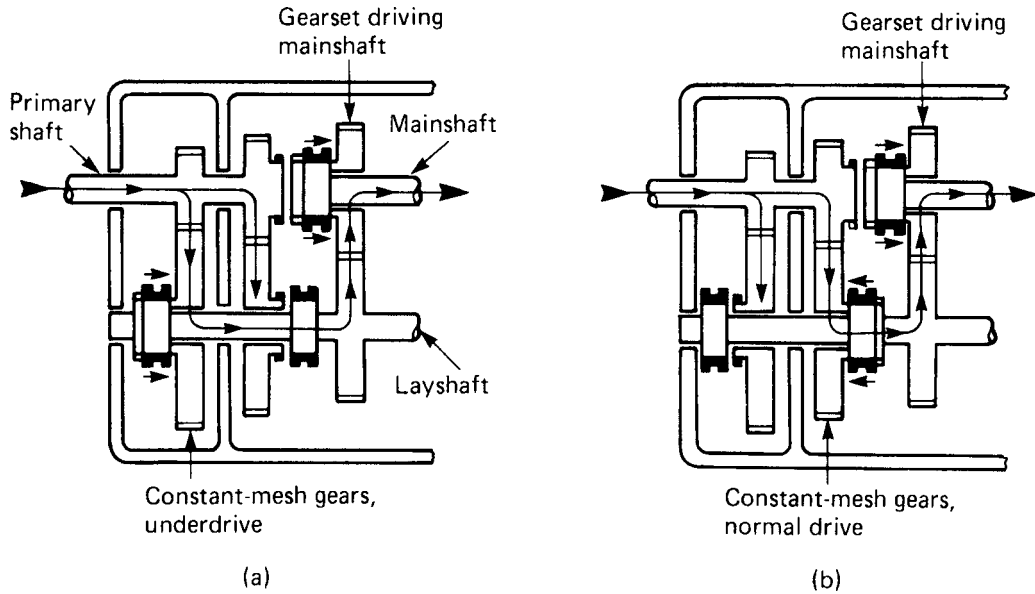 Gearset driving
mainshaft
Primary
shaft
Mainshaft
Layshaft
Constant-mesh gears,
underdrive
(a)
Gearset driving
mainshaft
Constant-mesh gears,
normal drive
(b)